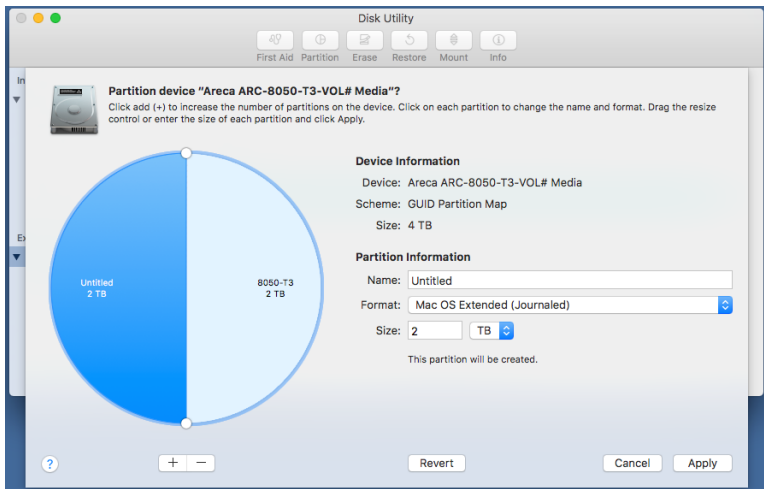 Disk Utility
First Aid Partition Erase Restore Mount Info
In
Partition device "Areca ARC-8050-T3-VOL# Media"?
Click add (+) to increase the number of partitions on the device. Click on each partition to change the name and format. Drag the resize
control or enter the size of each partition and click Apply.
Device Information
Device: Areca ARC-8050-T3-VOL# Media
Scheme: GUID Partition Map
Size: 4 TB
Ex
Partition Information
Name: Untitled
Format: Mac OS Extended (Journaled)
Size: 2 TB
This partition will be created.
Untitled
2 TB
8050-T3
2 TB
? + − Revert Cancel Apply